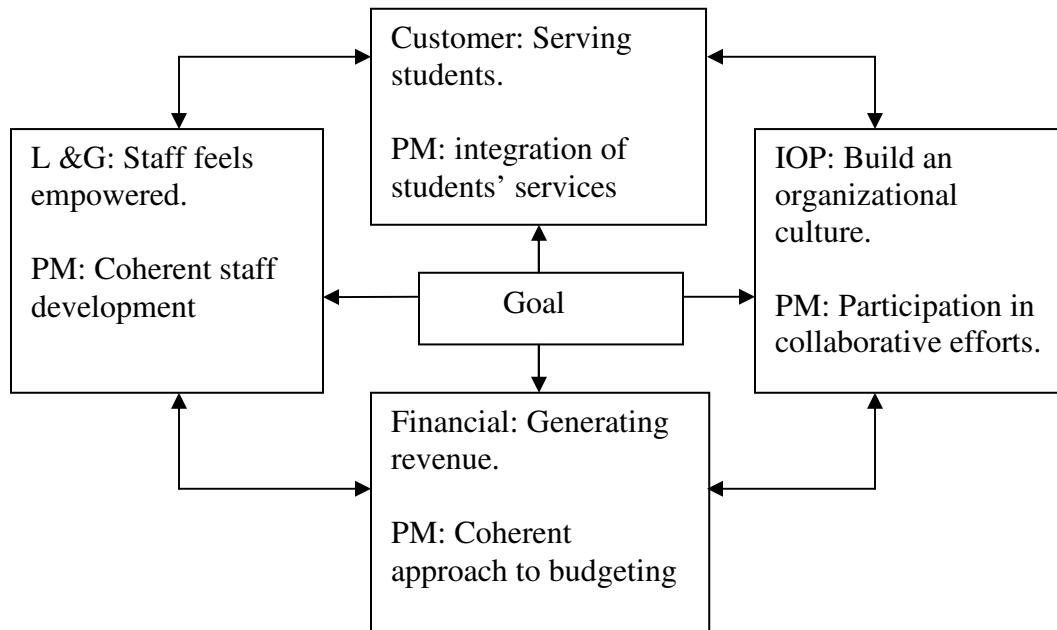 Customer: Serving
students.
PM: integration of
students’ services
L &G: Staff feels
empowered.
PM: Coherent staff
development
IOP: Build an
organizational
culture.
PM: Participation in
collaborative efforts.
Goal
Financial: Generating
revenue.
PM: Coherent
approach to budgeting